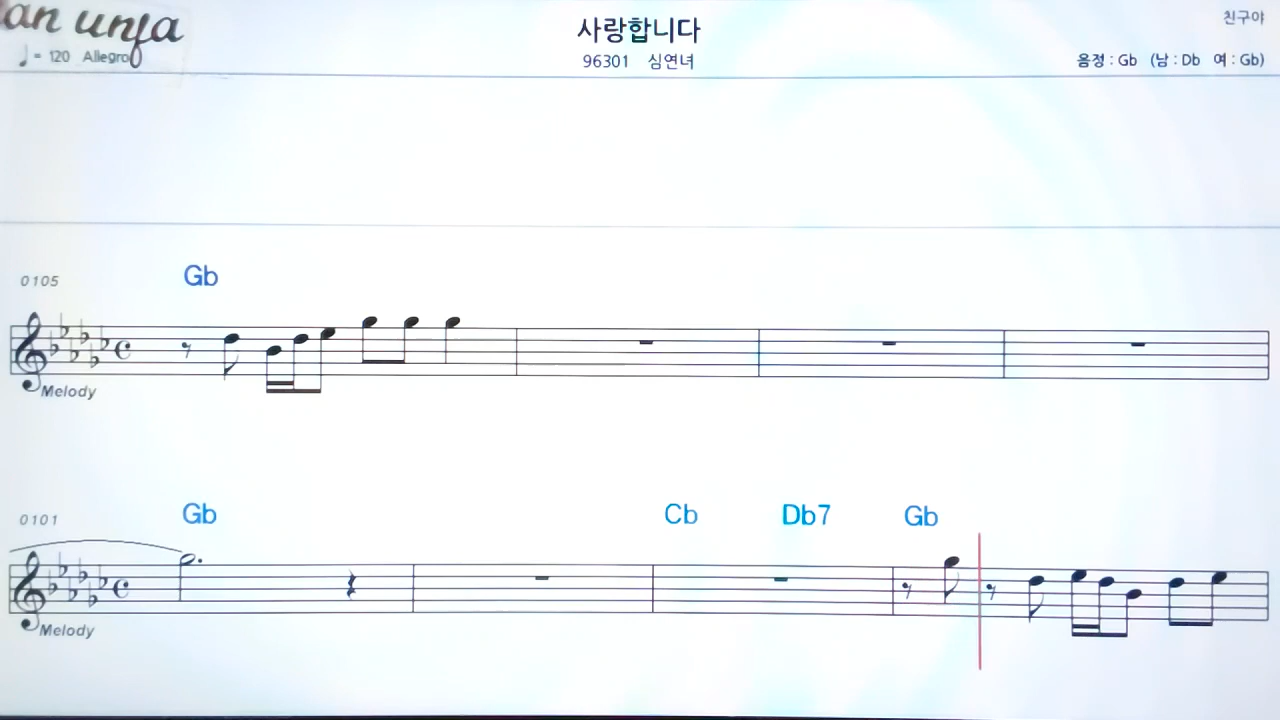 an unja
사랑합니다
친구야
♩= 120 Allegro
96301 심연녀
음정 : Gb (남 : Db 여 : Gb)
0105
Gb
Melody
0101
Gb Cb Db7 Gb
Melody